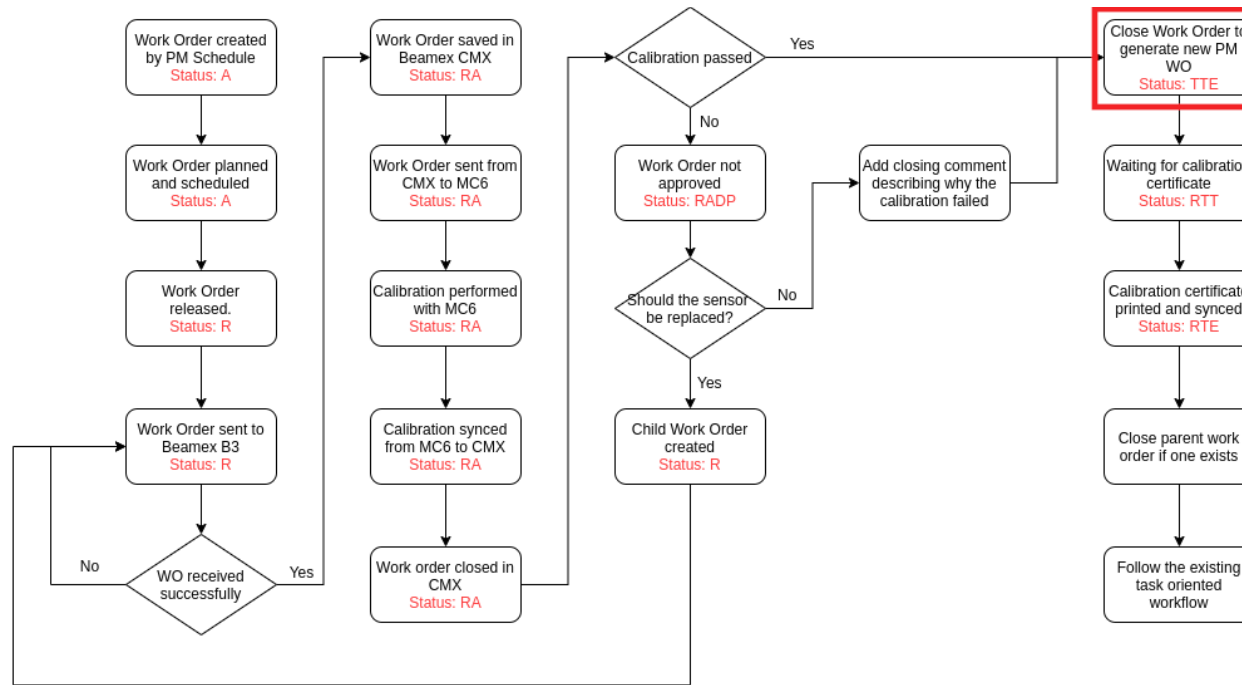 Work Order created
by PM Schedule
Status: A
Work Order planned
and scheduled
Status: A
Work Order
released.
Status: R
Work Order sent to
Beamex B3
Status: R
WO received
successfully
No
Yes
Work Order saved in
Beamex CMX
Status: RA
Work Order sent from
CMX to MC6
Status: RA
Calibration performed
with MC6
Status: RA
Calibration synced
from MC6 to CMX
Status: RA
Work order closed in
CMX
Status: RA
Calibration passed
Yes
No
Work Order not
approved
Status: RADP
Should the sensor
be replaced?
No
Yes
Add closing comment
describing why the
calibration failed
Child Work Order
created
Status: R
Close Work Order to
generate new PM
WO
Status: TTE
Waiting for calibration
certificate
Status: RTT
Calibration certificate
printed and synced
Status: RTE
Close parent work
order if one exists
Follow the existing
task oriented
workflow